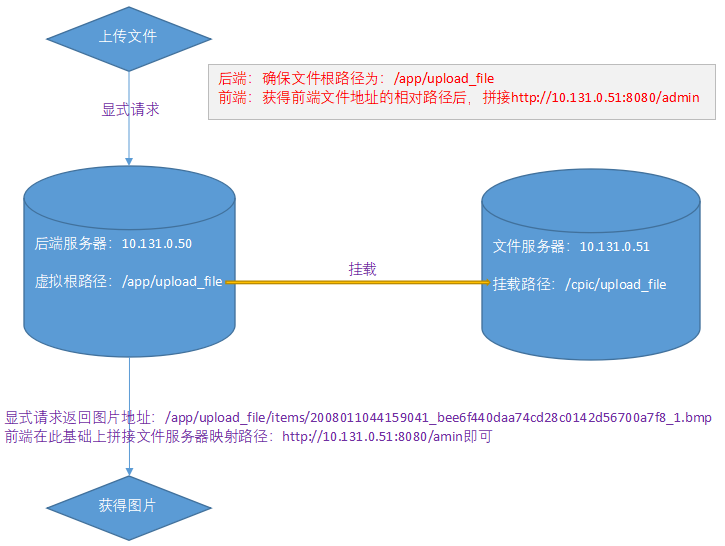 上传文件
后端：确保文件根路径为：/app/upload_file
前端：获得前端文件地址的相对路径后，拼接http://10.131.0.51:8080/admin
显式请求
后端服务器：10.131.0.50
虚拟根路径：/app/upload_file
挂载
文件服务器：10.131.0.51
挂载路径：/cpic/upload_file
显式请求返回图片地址：/app/upload_file/items/2008011044159041_bee6f440daa74cd28c0142d56700a7f8_1.bmp
前端在此基础上拼接文件服务器映射路径：http://10.131.0.51:8080/amin即可
获得图片